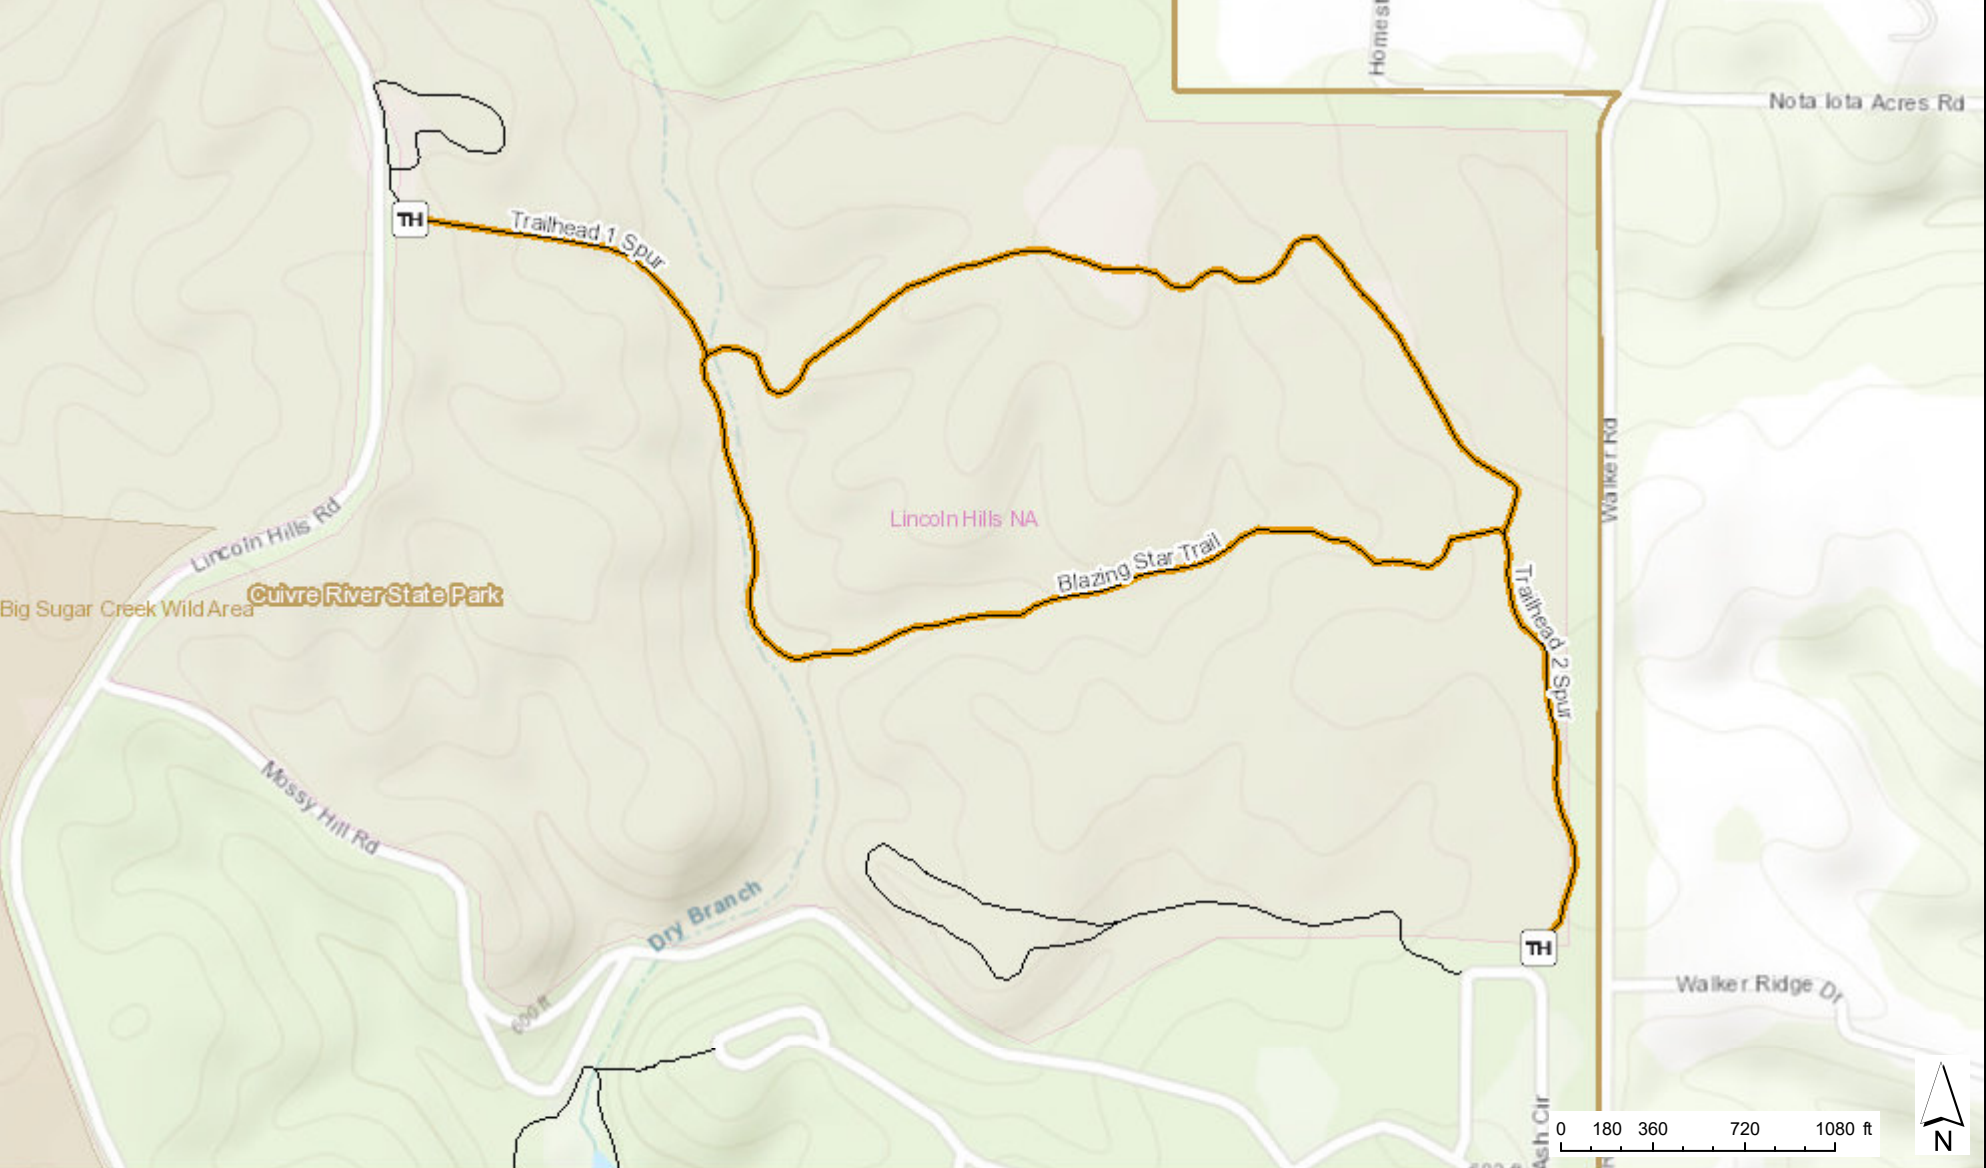 Homest
Nota Iota Acres Rd
TH
Trailhead 1 Spur
Walker Rd
Lincoln Hills Rd
Lincoln Hills NA
Blazing Star Trail
Cuivre River State Park
Big Sugar Creek Wild Area
Trailhead 2 Spur
Mossy Hill Rd
Dry Branch
TH
Walker Ridge Dr
600 ft
Ash Cir
0 180 360 720 1080 ft
N